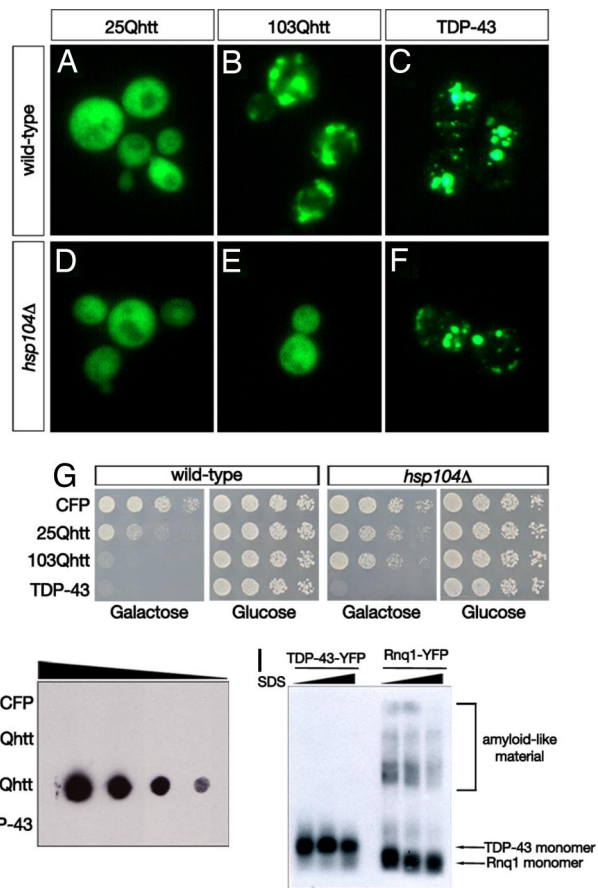 25Qhtt 103Qhtt TDP-43
wild-type
A B C
hsp104Δ
D E F
G
wild-type hsp104Δ
CFP
25Qhtt
103Qhtt
TDP-43
Galactose Glucose Galactose Glucose
I
TDP-43-YFP Rnq1-YFP
SDS
CFP
Qhtt
Qhtt
P-43
amyloid-like
material
TDP-43 monomer
Rnq1 monomer